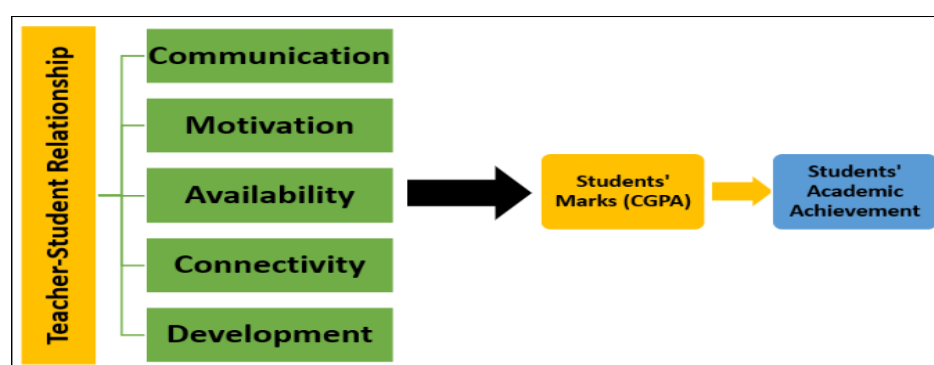 Teacher-Student Relationship
Communication
Motivation
Availability
Connectivity
Development
Students'
Marks (CGPA)
Students'
Academic
Achievement